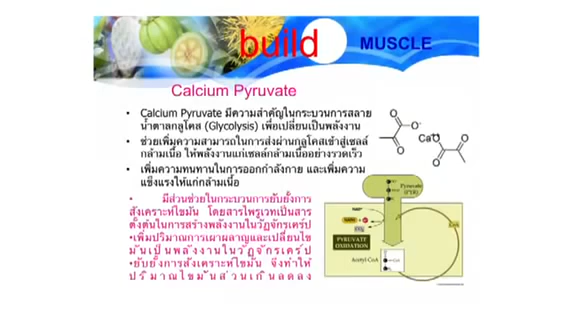 build MUSCLE
Calcium Pyruvate
• Calcium Pyruvate มีความสำคัญในกระบวนการสลาย
น้ำตาลกลูโคส (Glycolysis) เพื่อเปลี่ยนเป็นพลังงาน
• ช่วยเพิ่มความสามารถในการส่งผ่านกลูโคสเข้าสู่เซลล์
กล้ามเนื้อ ให้พลังงานแก่เซลล์กล้ามเนื้ออย่างรวดเร็ว
• เพิ่มความทนทานในการออกกำลังกาย และเพิ่มความ
แข็งแรงให้แก่กล้ามเนื้อ
• มีส่วนช่วยในกระบวนการยับยั้งการ
สังเคราะห์ไขมัน โดยสารไพรูเวทเป็นสาร
ตั้งต้นในการสร้างพลังงานในวัฏจักรเคร็ป
•เพิ่มปริมาณการเผาผลาญและเปลี่ยนไข
มันเป็นพลังงานในวัฏจักรเคร็ป
•ยับยั้งการสังเคราะห์ไขมัน จึงทำให้
ปริมาณไขมันส่วนเกินลดลง
O
O-
Ca
O
O
O
Pyruvate
(PYR)
PYRUVATE
OXIDATION
Acetyl-CoA
CoA